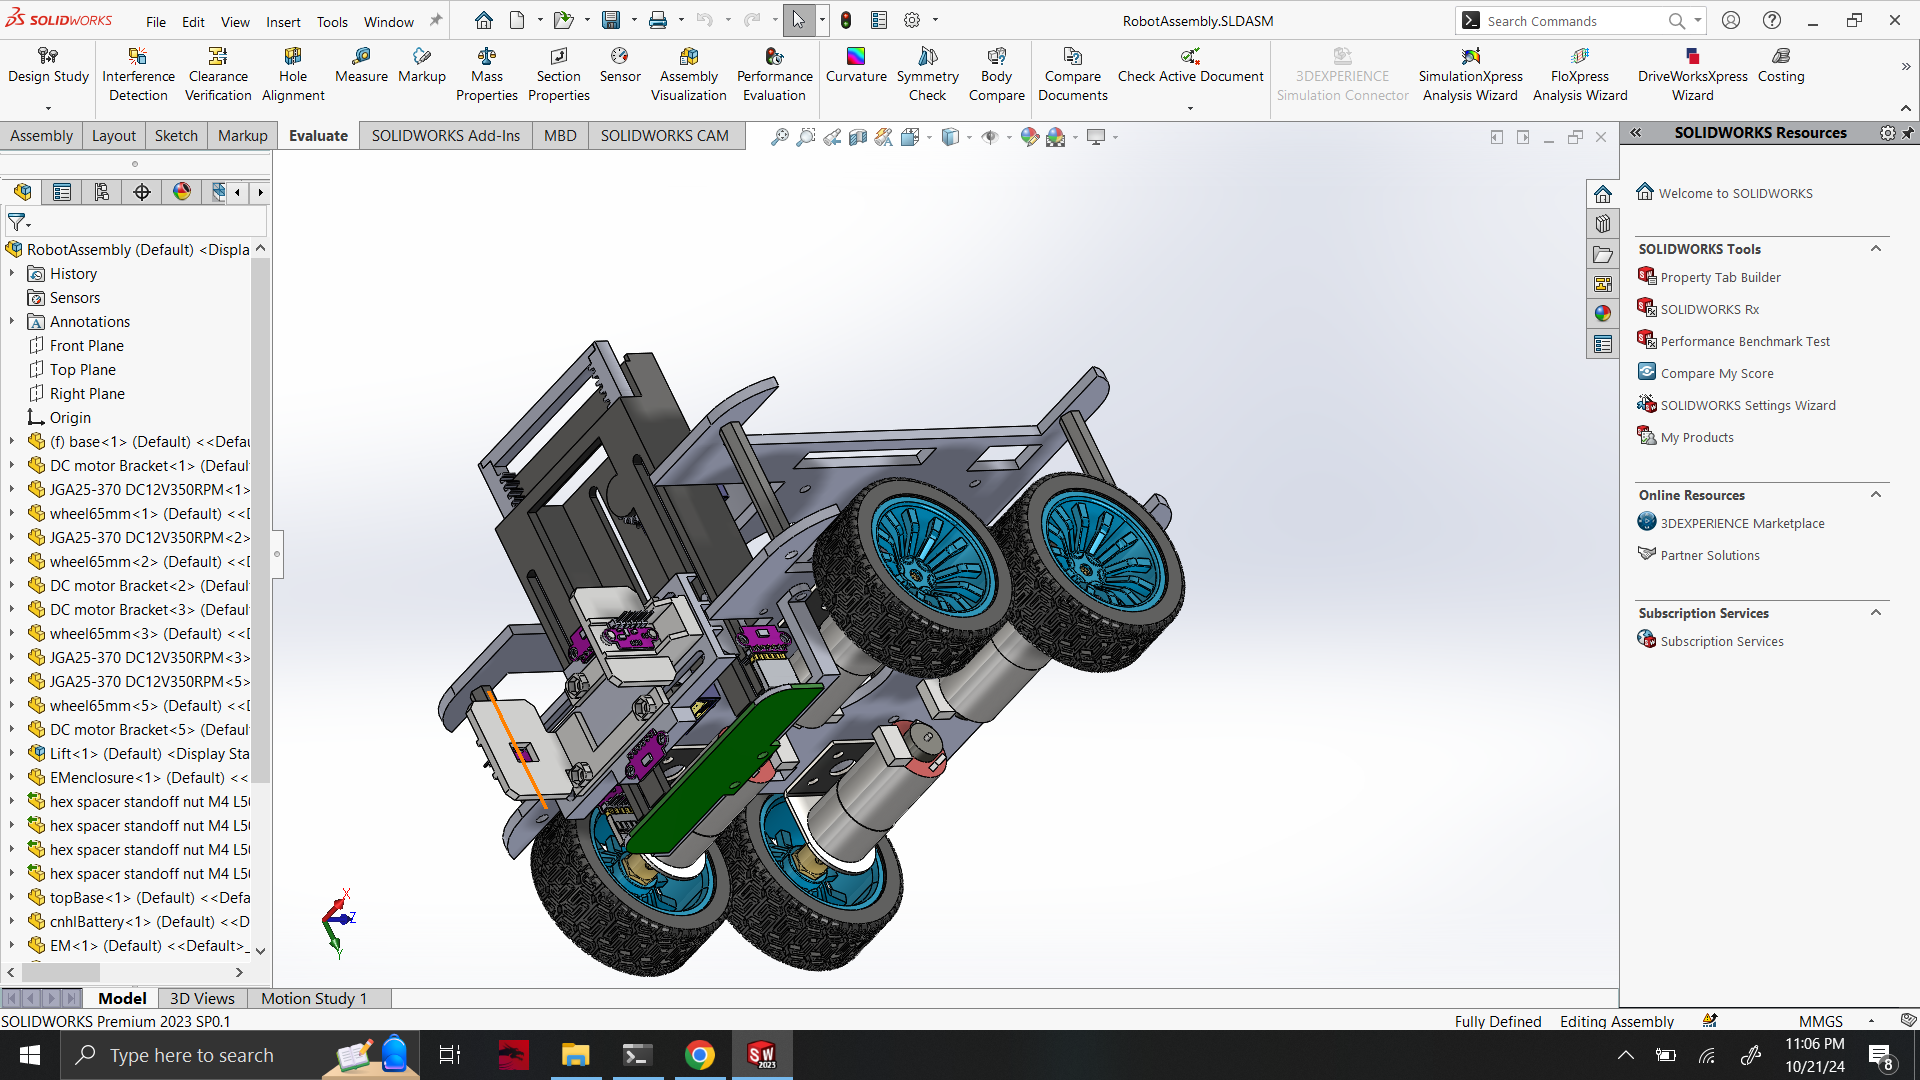 SOLIDWORKS File Edit View Insert Tools Window RobotAssembly.SLDASM Search Commands
Design Study
Interference Detection
Clearance Verification
Hole Alignment
Measure
Markup
Mass Properties
Section Properties
Sensor
Assembly Visualization
Performance Evaluation
Curvature
Symmetry Check
Body Compare
Compare Documents
Check Active Document
3DEXPERIENCE Simulation Connector
SimulationXpress Analysis Wizard
FloXpress Analysis Wizard
DriveWorksXpress Wizard
Costing
Assembly Layout Sketch Markup Evaluate SOLIDWORKS Add-Ins MBD SOLIDWORKS CAM
RobotAssembly (Default) <Displa
History
Sensors
Annotations
Front Plane
Top Plane
Right Plane
Origin
(f) base<1> (Default) <<Defau
DC motor Bracket<1> (Default
JGA25-370 DC12V350RPM<1>
wheel65mm<1> (Default) <<D
JGA25-370 DC12V350RPM<2>
wheel65mm<2> (Default) <<D
DC motor Bracket<2> (Default
DC motor Bracket<3> (Default
wheel65mm<3> (Default) <<D
JGA25-370 DC12V350RPM<3>
JGA25-370 DC12V350RPM<5>
wheel65mm<5> (Default) <<D
DC motor Bracket<5> (Default
Lift<1> (Default) <Display Sta
EMenclosure<1> (Default) <<
hex spacer standoff nut M4 L50
hex spacer standoff nut M4 L50
hex spacer standoff nut M4 L50
hex spacer standoff nut M4 L50
topBase<1> (Default) <<Defa
cnhlBattery<1> (Default) <<D
EM<1> (Default) <<Default>_
X
Z
Y
SOLIDWORKS Resources
Welcome to SOLIDWORKS
SOLIDWORKS Tools
Property Tab Builder
SOLIDWORKS Rx
Performance Benchmark Test
Compare My Score
SOLIDWORKS Settings Wizard
My Products
Online Resources
3DEXPERIENCE Marketplace
Partner Solutions
Subscription Services
Subscription Services
Model 3D Views Motion Study 1
SOLIDWORKS Premium 2023 SP0.1 Fully Defined Editing Assembly MMGS
Type here to search
SW 2023
11:06 PM
10/21/24
8